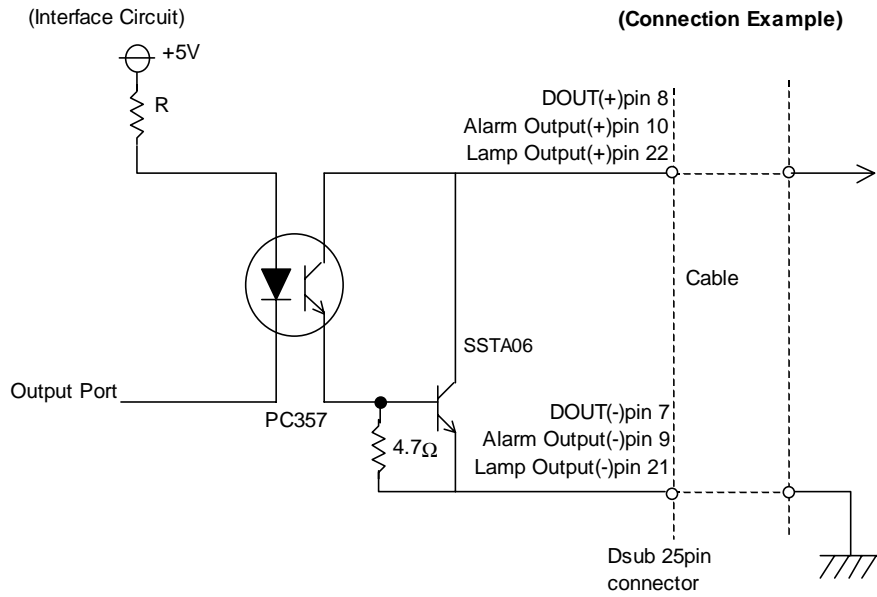 (Interface Circuit)
(Connection Example)
+5V
R
DOUT(+)pin 8
Alarm Output(+)pin 10
Lamp Output(+)pin 22
Cable
SSTA06
Output Port
PC357
4.7Ω
DOUT(-)pin 7
Alarm Output(-)pin 9
Lamp Output(-)pin 21
Dsub 25pin
connector